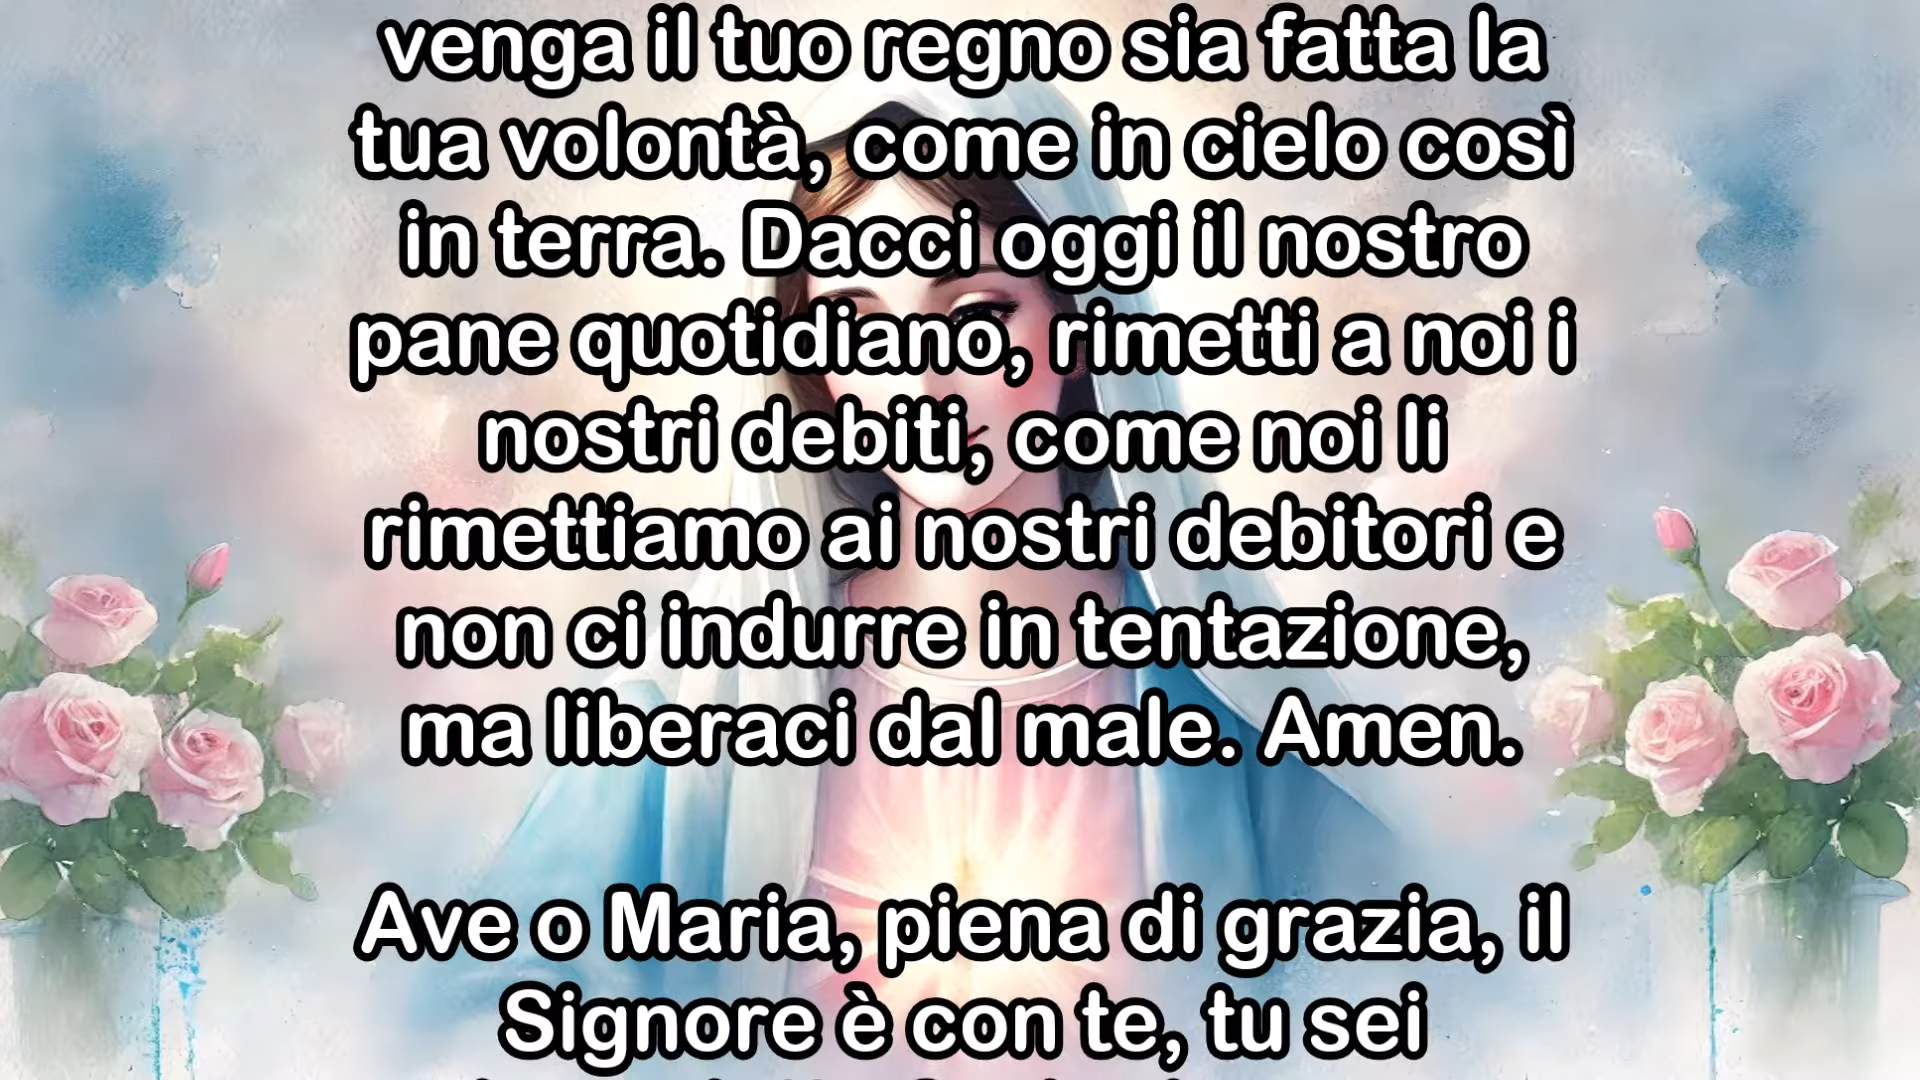 venga il tuo regno sia fatta la
tua volontà, come in cielo così
in terra. Dacci oggi il nostro
pane quotidiano, rimetti a noi i
nostri debiti, come noi li
rimettiamo ai nostri debitori e
non ci indurre in tentazione,
ma liberaci dal male. Amen.
Ave o Maria, piena di grazia, il
Signore è con te, tu sei